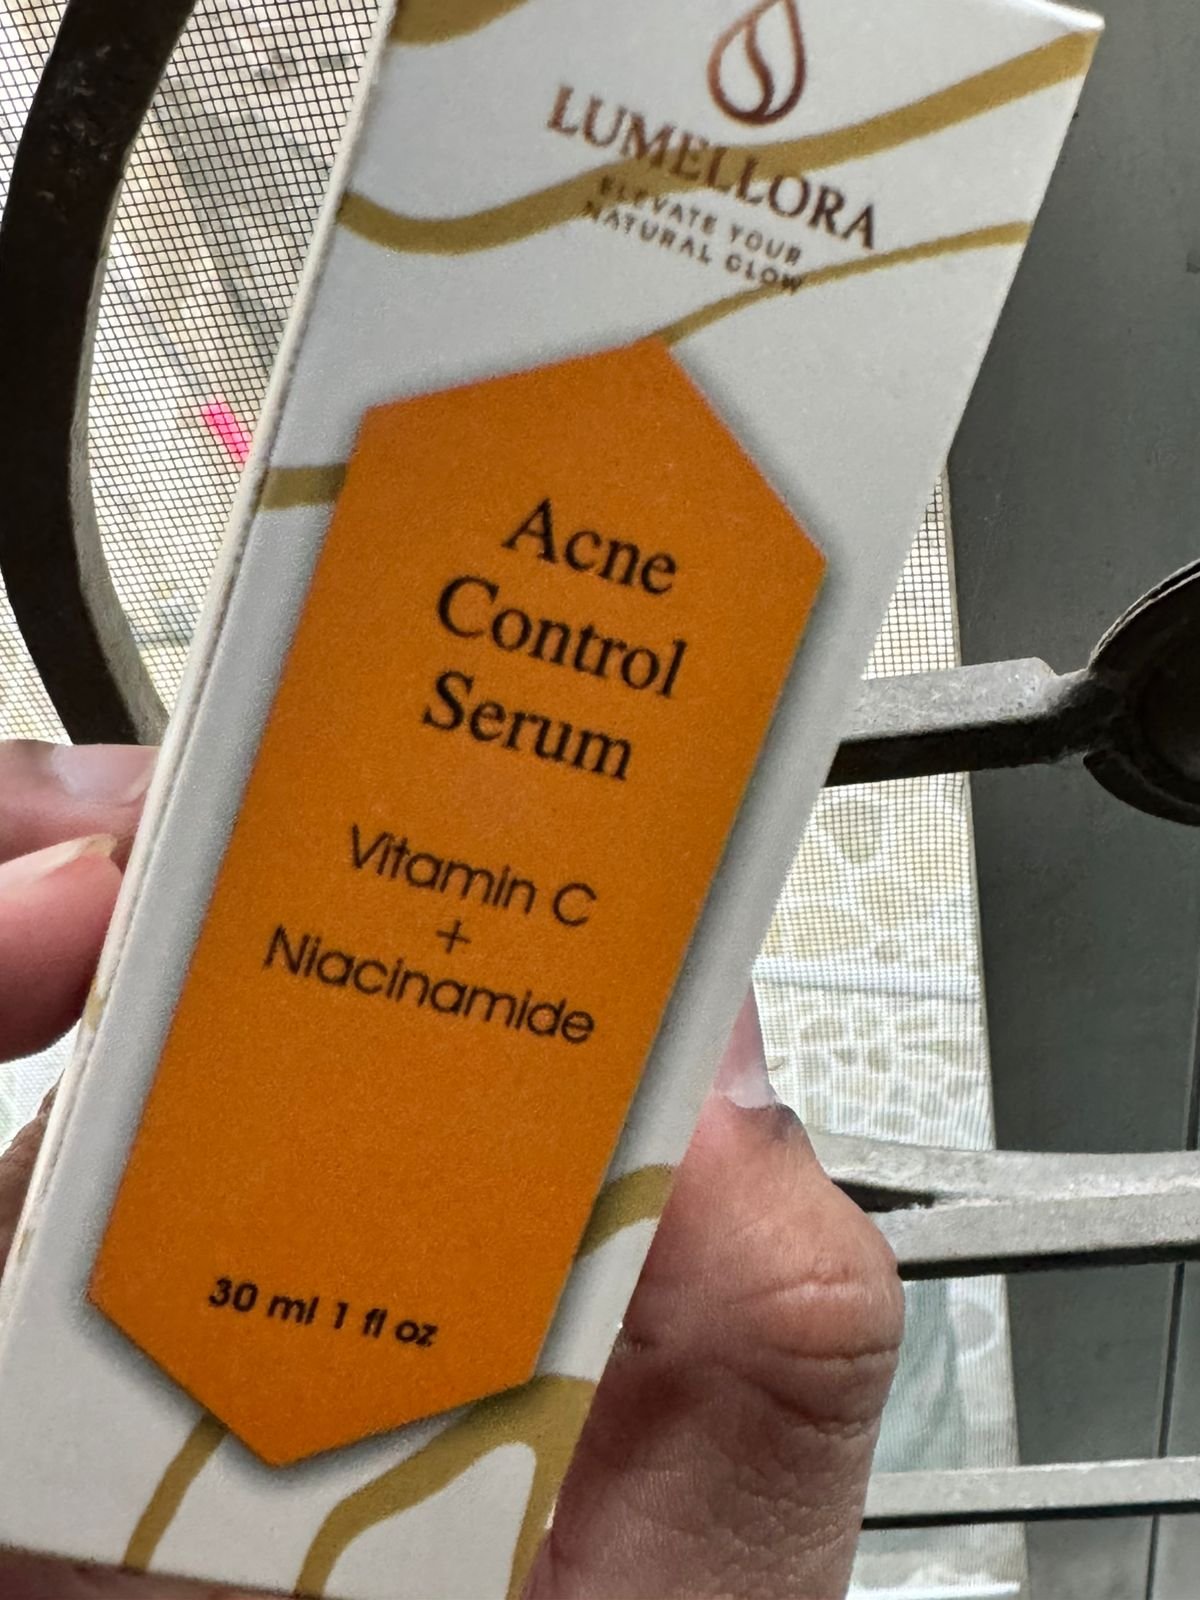 LUMELLORA
ELEVATE YOUR
NATURAL GLOW
Acne
Control
Serum
Vitamin C
+
Niacinamide
30 ml 1 fl oz